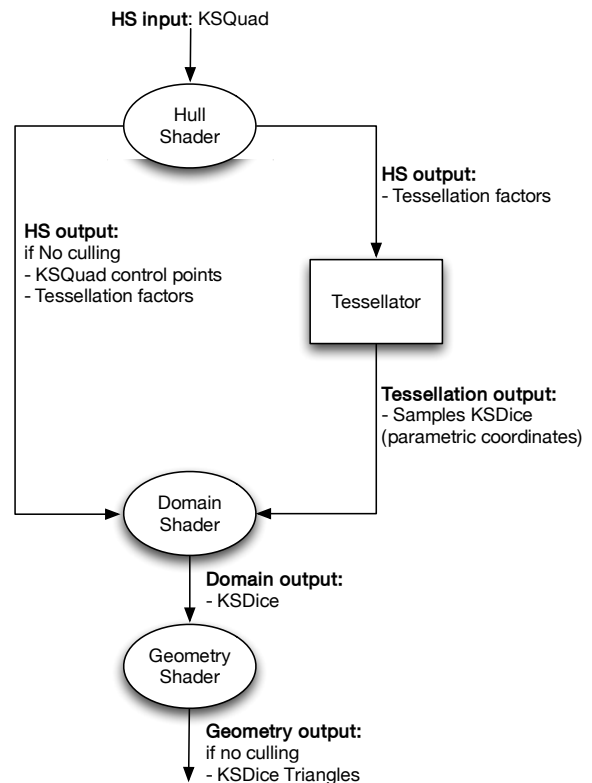 HS input: KSQuad
Hull
Shader
HS output:
- Tessellation factors
HS output:
if No culling
- KSQuad control points
- Tessellation factors
Tessellator
Tessellation output:
- Samples KSDice
(parametric coordinates)
Domain
Shader
Domain output:
- KSDice
Geometry
Shader
Geometry output:
if no culling
- KSDice Triangles